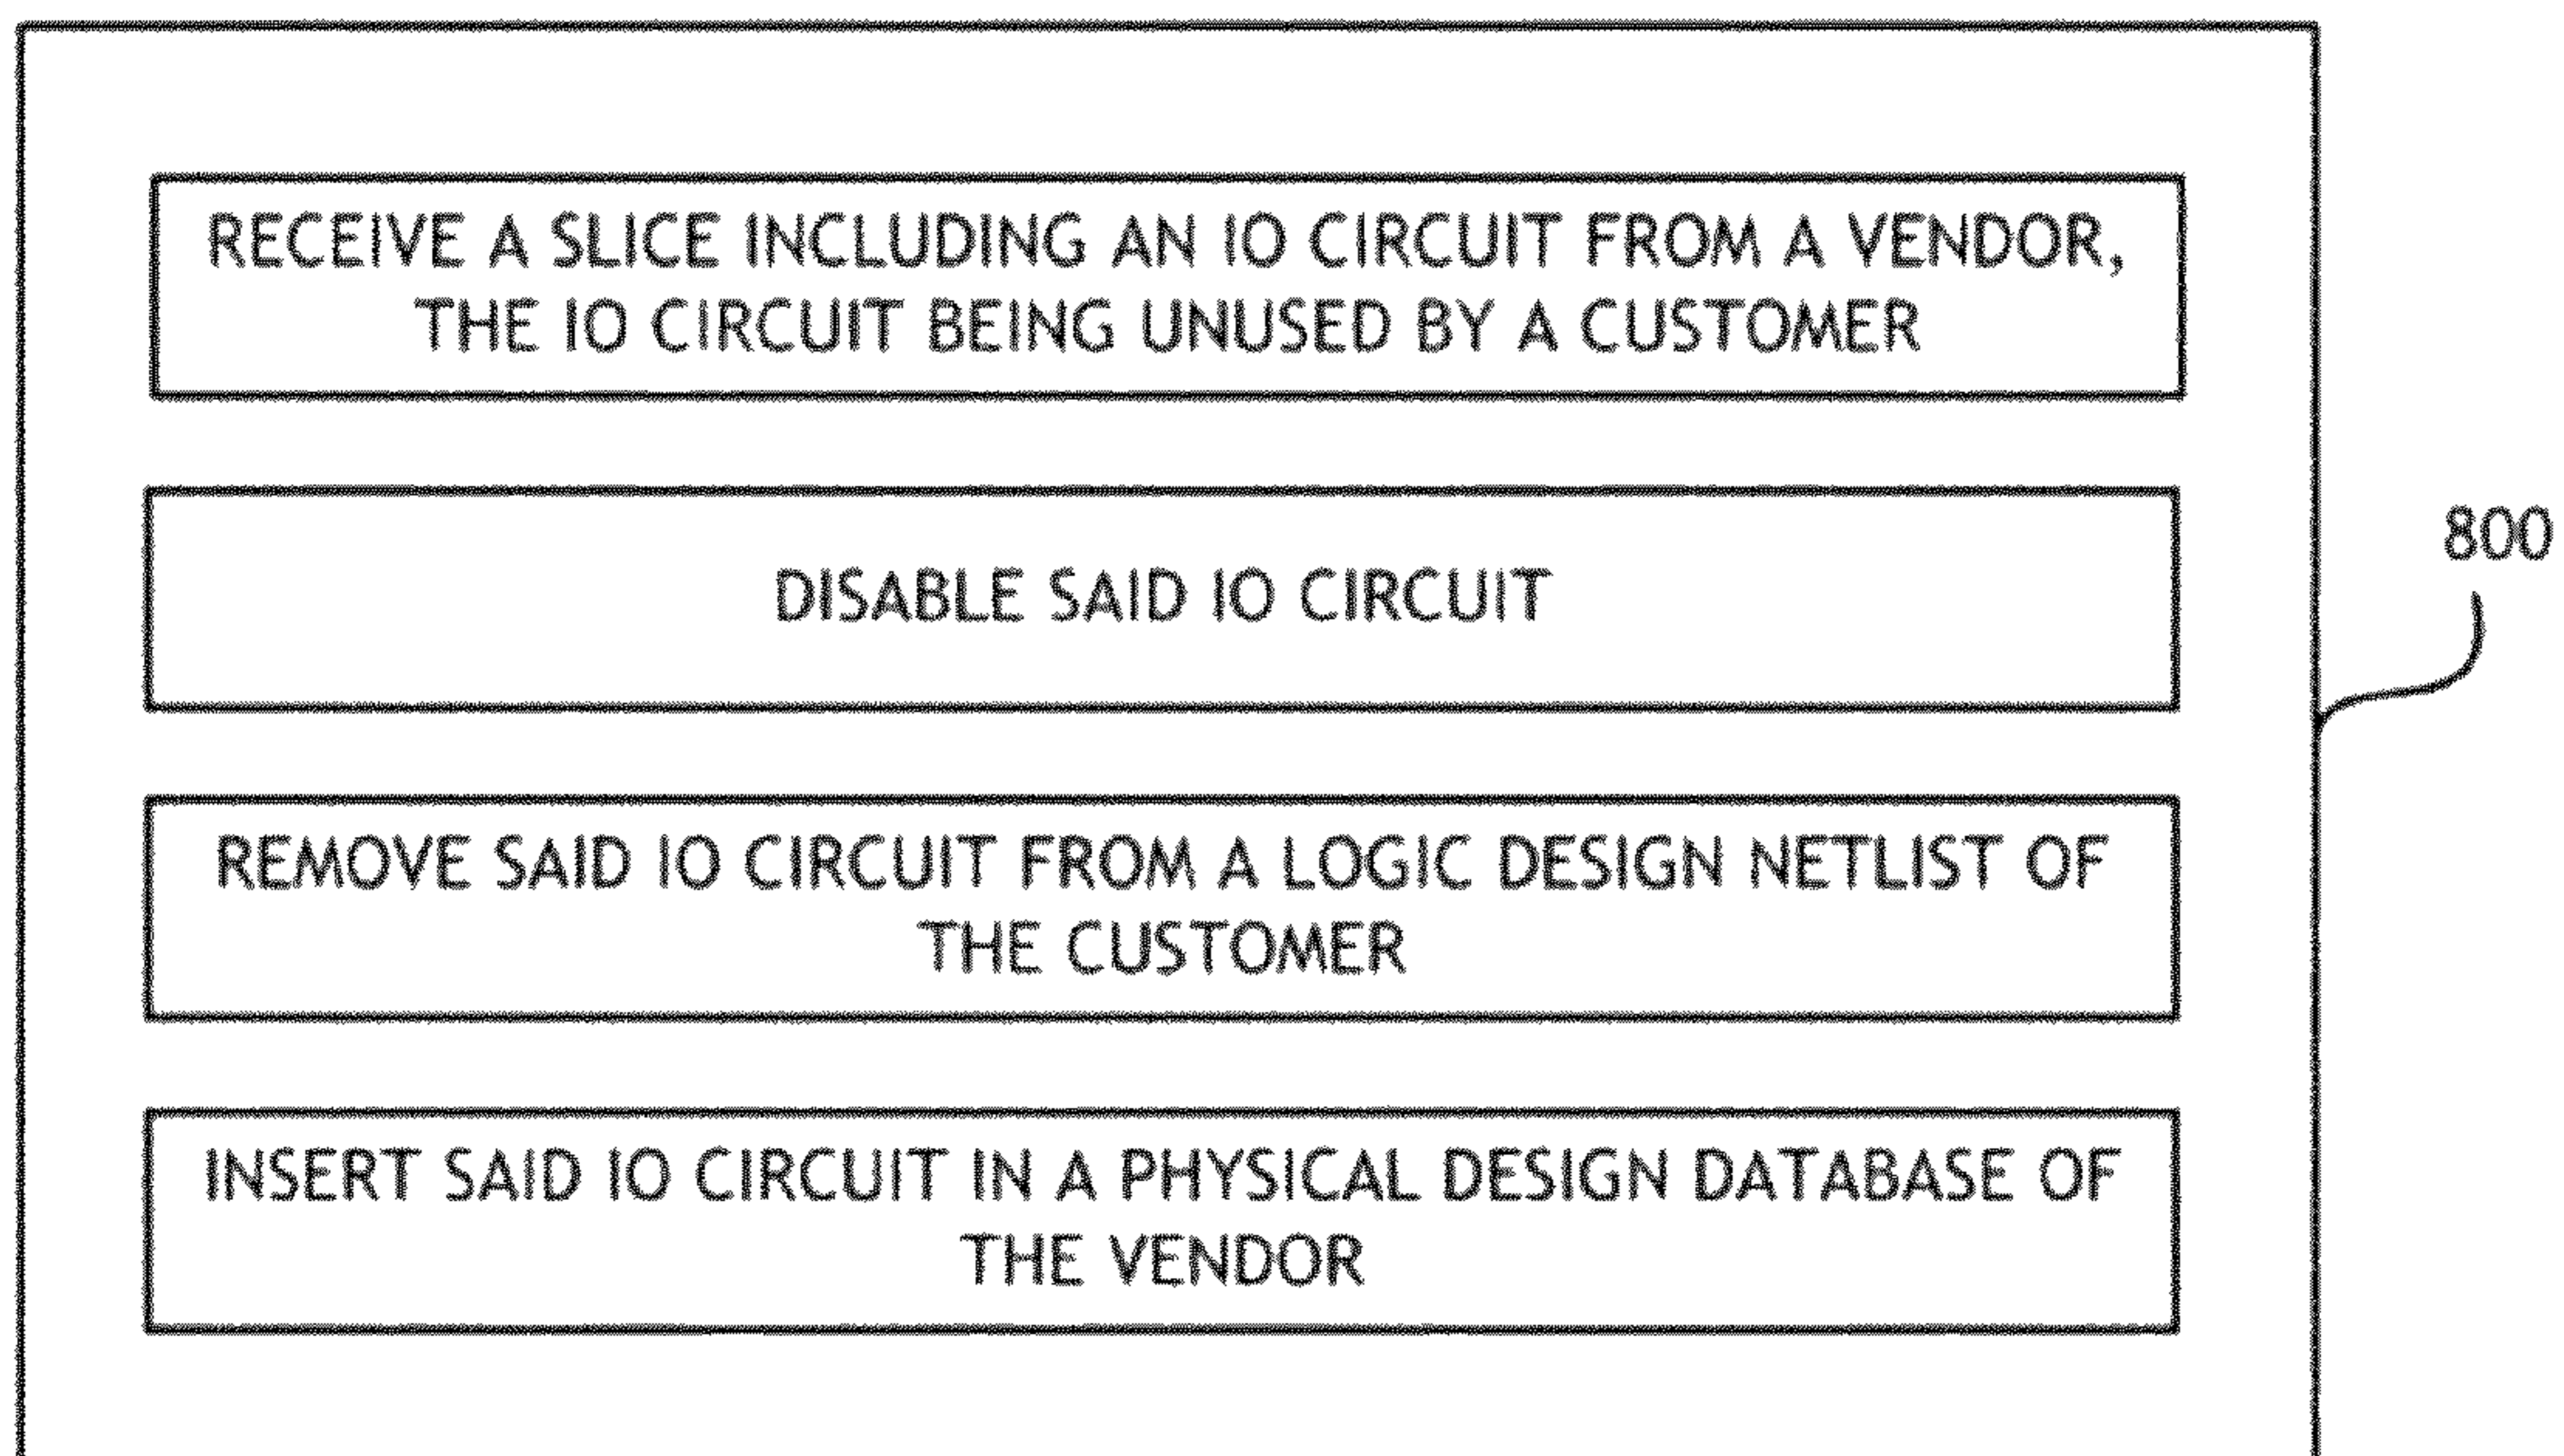 RECEIVE A SLICE INCLUDING AN IO CIRCUIT FROM A VENDOR,
THE IO CIRCUIT BEING UNUSED BY A CUSTOMER
800
DISABLE SAID IO CIRCUIT
REMOVE SAID IO CIRCUIT FROM A LOGIC DESIGN NETLIST OF
THE CUSTOMER
INSERT SAID IO CIRCUIT IN A PHYSICAL DESIGN DATABASE OF
THE VENDOR